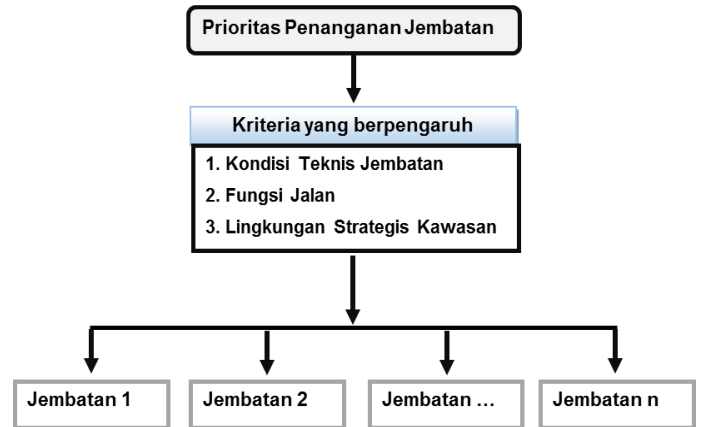 Prioritas Penanganan Jembatan
Kriteria yang berpengaruh
1. Kondisi Teknis Jembatan
2. Fungsi Jalan
3. Lingkungan Strategis Kawasan
Jembatan 1
Jembatan 2
Jembatan ...
Jembatan n